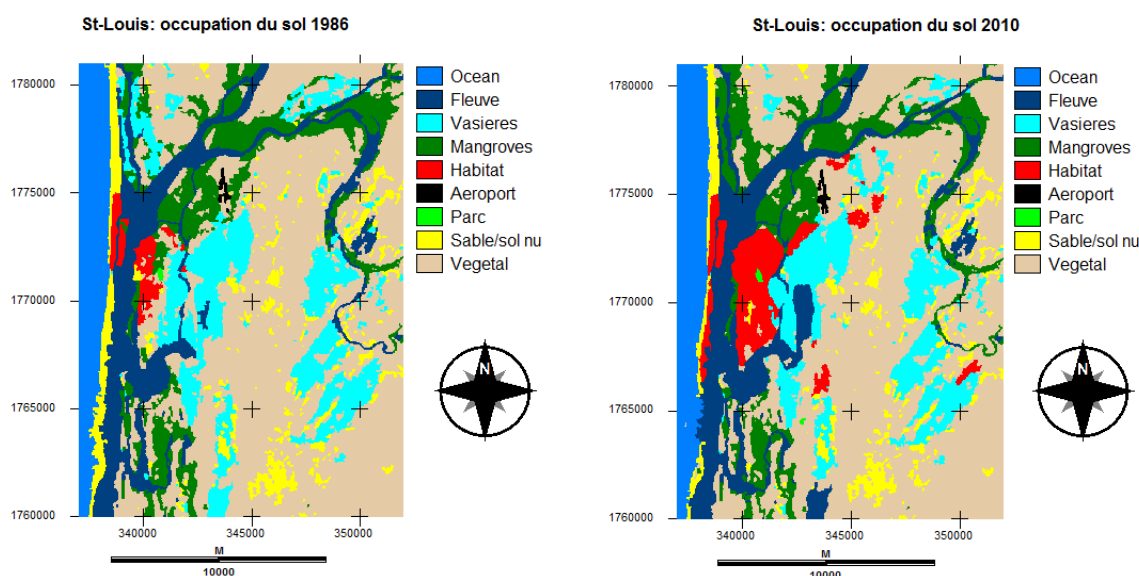 St-Louis: occupation du sol 1986
1780000
1775000
1770000
1765000
1760000
340000 345000 350000
M
10000
Ocean
Fleuve
Vasieres
Mangroves
Habitat
Aeroport
Parc
Sable/sol nu
Vegetal
N
St-Louis: occupation du sol 2010
1780000
1775000
1770000
1765000
1760000
340000 345000 350000
M
10000
Ocean
Fleuve
Vasieres
Mangroves
Habitat
Aeroport
Parc
Sable/sol nu
Vegetal
N